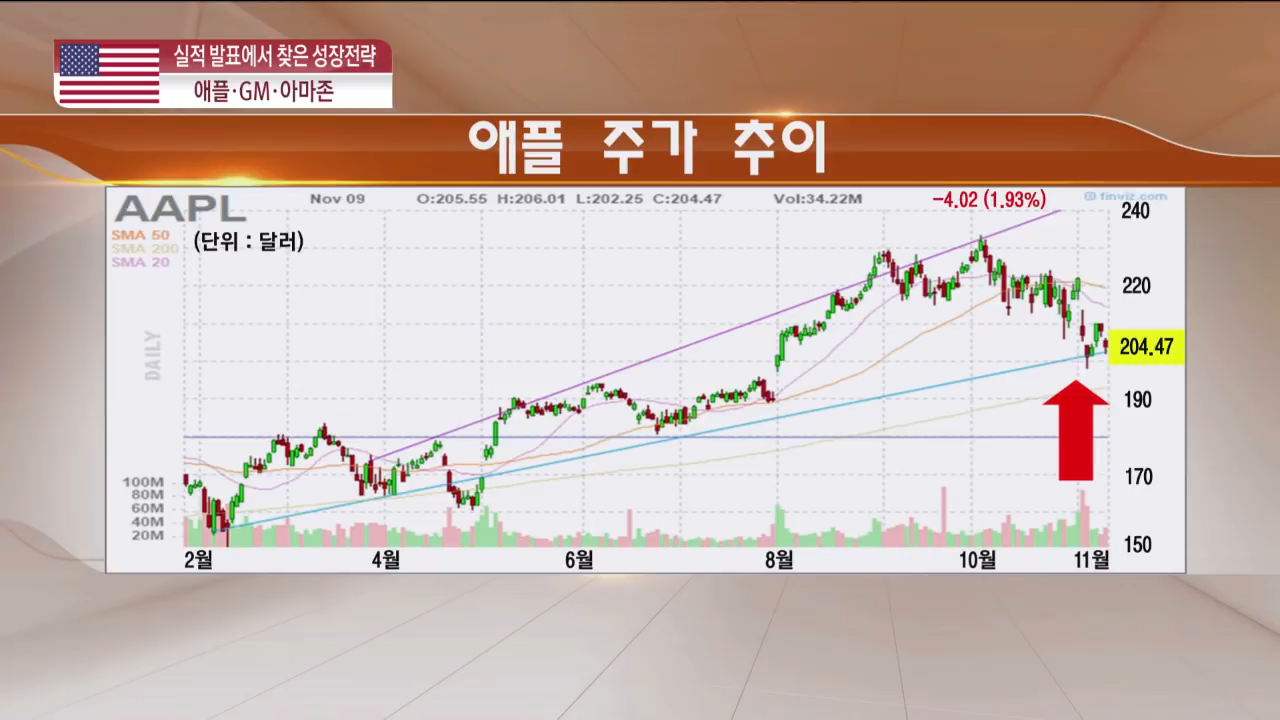 실적 발표에서 찾은 성장전략
애플·GM·아마존
애플 주가 추이
AAPL
Nov 09 O:205.55 H:206.01 L:202.25 C:204.47 Vol:34.22M -4.02 (1.93%)
finviz.com
SMA 50
SMA 200
SMA 20
(단위 : 달러)
DAILY
240
220
204.47
190
170
150
100M
80M
60M
40M
20M
2월 4월 6월 8월 10월 11월